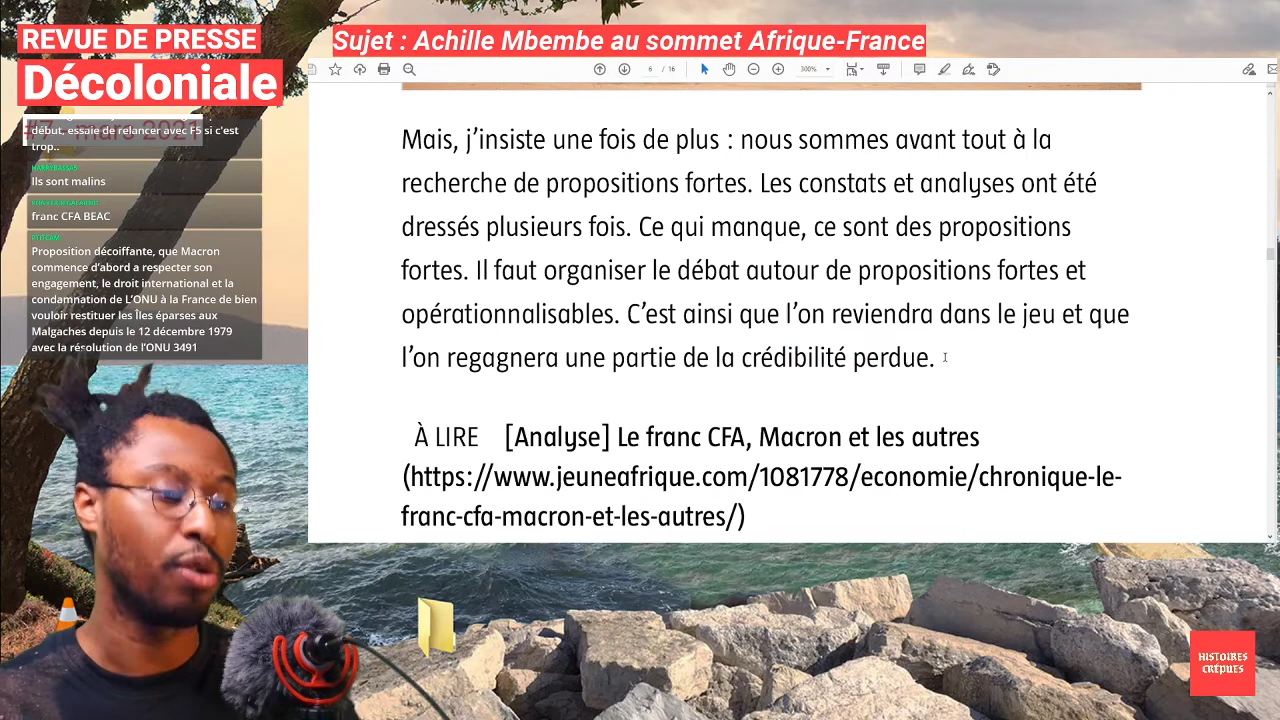 REVUE DE PRESSE
Décoloniale
#7 - mars 2021
Sujet : Achille Mbembe au sommet Afrique-France
6 / 16
300%
début, essaie de relancer avec F5 si c'est
trop..
Ils sont malins
franc CFA BEAC
Proposition décoiffante, que Macron
commence d'abord a respecter son
engagement, le droit international et la
condamnation de L'ONU à la France de bien
vouloir restituer les Îles éparses aux
Malgaches depuis le 12 décembre 1979
avec la résolution de l'ONU 3491
Mais, j'insiste une fois de plus : nous sommes avant tout à la
recherche de propositions fortes. Les constats et analyses ont été
dressés plusieurs fois. Ce qui manque, ce sont des propositions
fortes. Il faut organiser le débat autour de propositions fortes et
opérationnalisables. C'est ainsi que l'on reviendra dans le jeu et que
l'on regagnera une partie de la crédibilité perdue.
À LIRE [Analyse] Le franc CFA, Macron et les autres
(https://www.jeuneafrique.com/1081778/economie/chronique-le-
franc-cfa-macron-et-les-autres/)
HISTOIRES
CRÉPUES